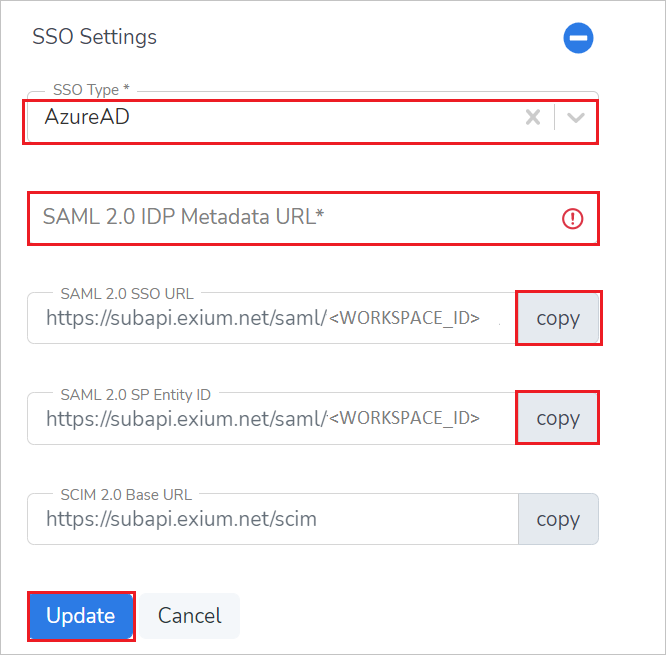 SSO Settings
SSO Type *
AzureAD
SAML 2.0 IDP Metadata URL*
SAML 2.0 SSO URL
https://subapi.exium.net/saml/<WORKSPACE_ID>
copy
SAML 2.0 SP Entity ID
https://subapi.exium.net/saml/<WORKSPACE_ID>
copy
SCIM 2.0 Base URL
https://subapi.exium.net/scim
copy
Update Cancel